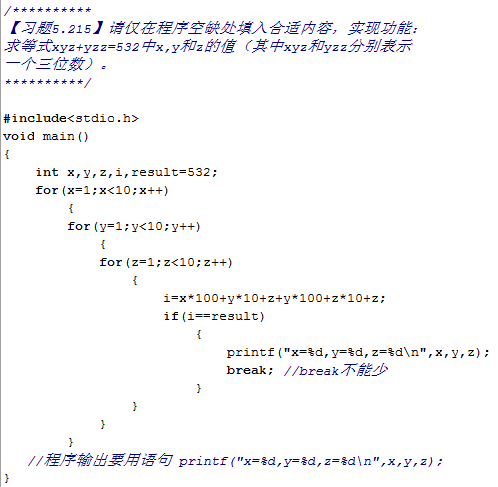 /**********
【习题5.215】请仅在程序空缺处填入合适内容，实现功能：
求等式xyz+yzz=532中x,y和z的值（其中xyz和yzz分别表示
一个三位数）。
**********/
#include<stdio.h>
void main()
{
int x,y,z,i,result=532;
for(x=1;x<10;x++)
{
for(y=1;y<10;y++)
{
for(z=1;z<10;z++)
{
i=x*100+y*10+z+y*100+z*10+z;
if(i==result)
{
printf("x=%d,y=%d,z=%d\n",x,y,z);
break; //break不能少
}
}
}
}
//程序输出要用语句 printf("x=%d,y=%d,z=%d\n",x,y,z);
}